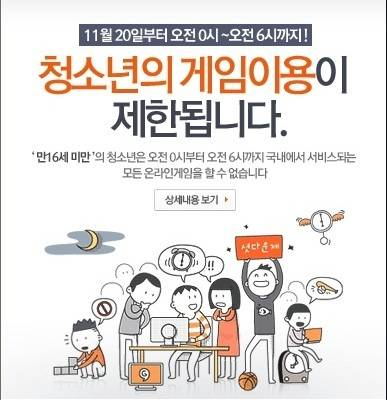 11월 20일부터 오전 0시 ~오전 6시까지!
청소년의 게임이용이
제한됩니다.
‘만16세 미만’의 청소년은 오전 0시부터 오전 6시까지 국내에서 서비스되는
모든 온라인게임을 할 수 없습니다
상세내용 보기
셧다운제